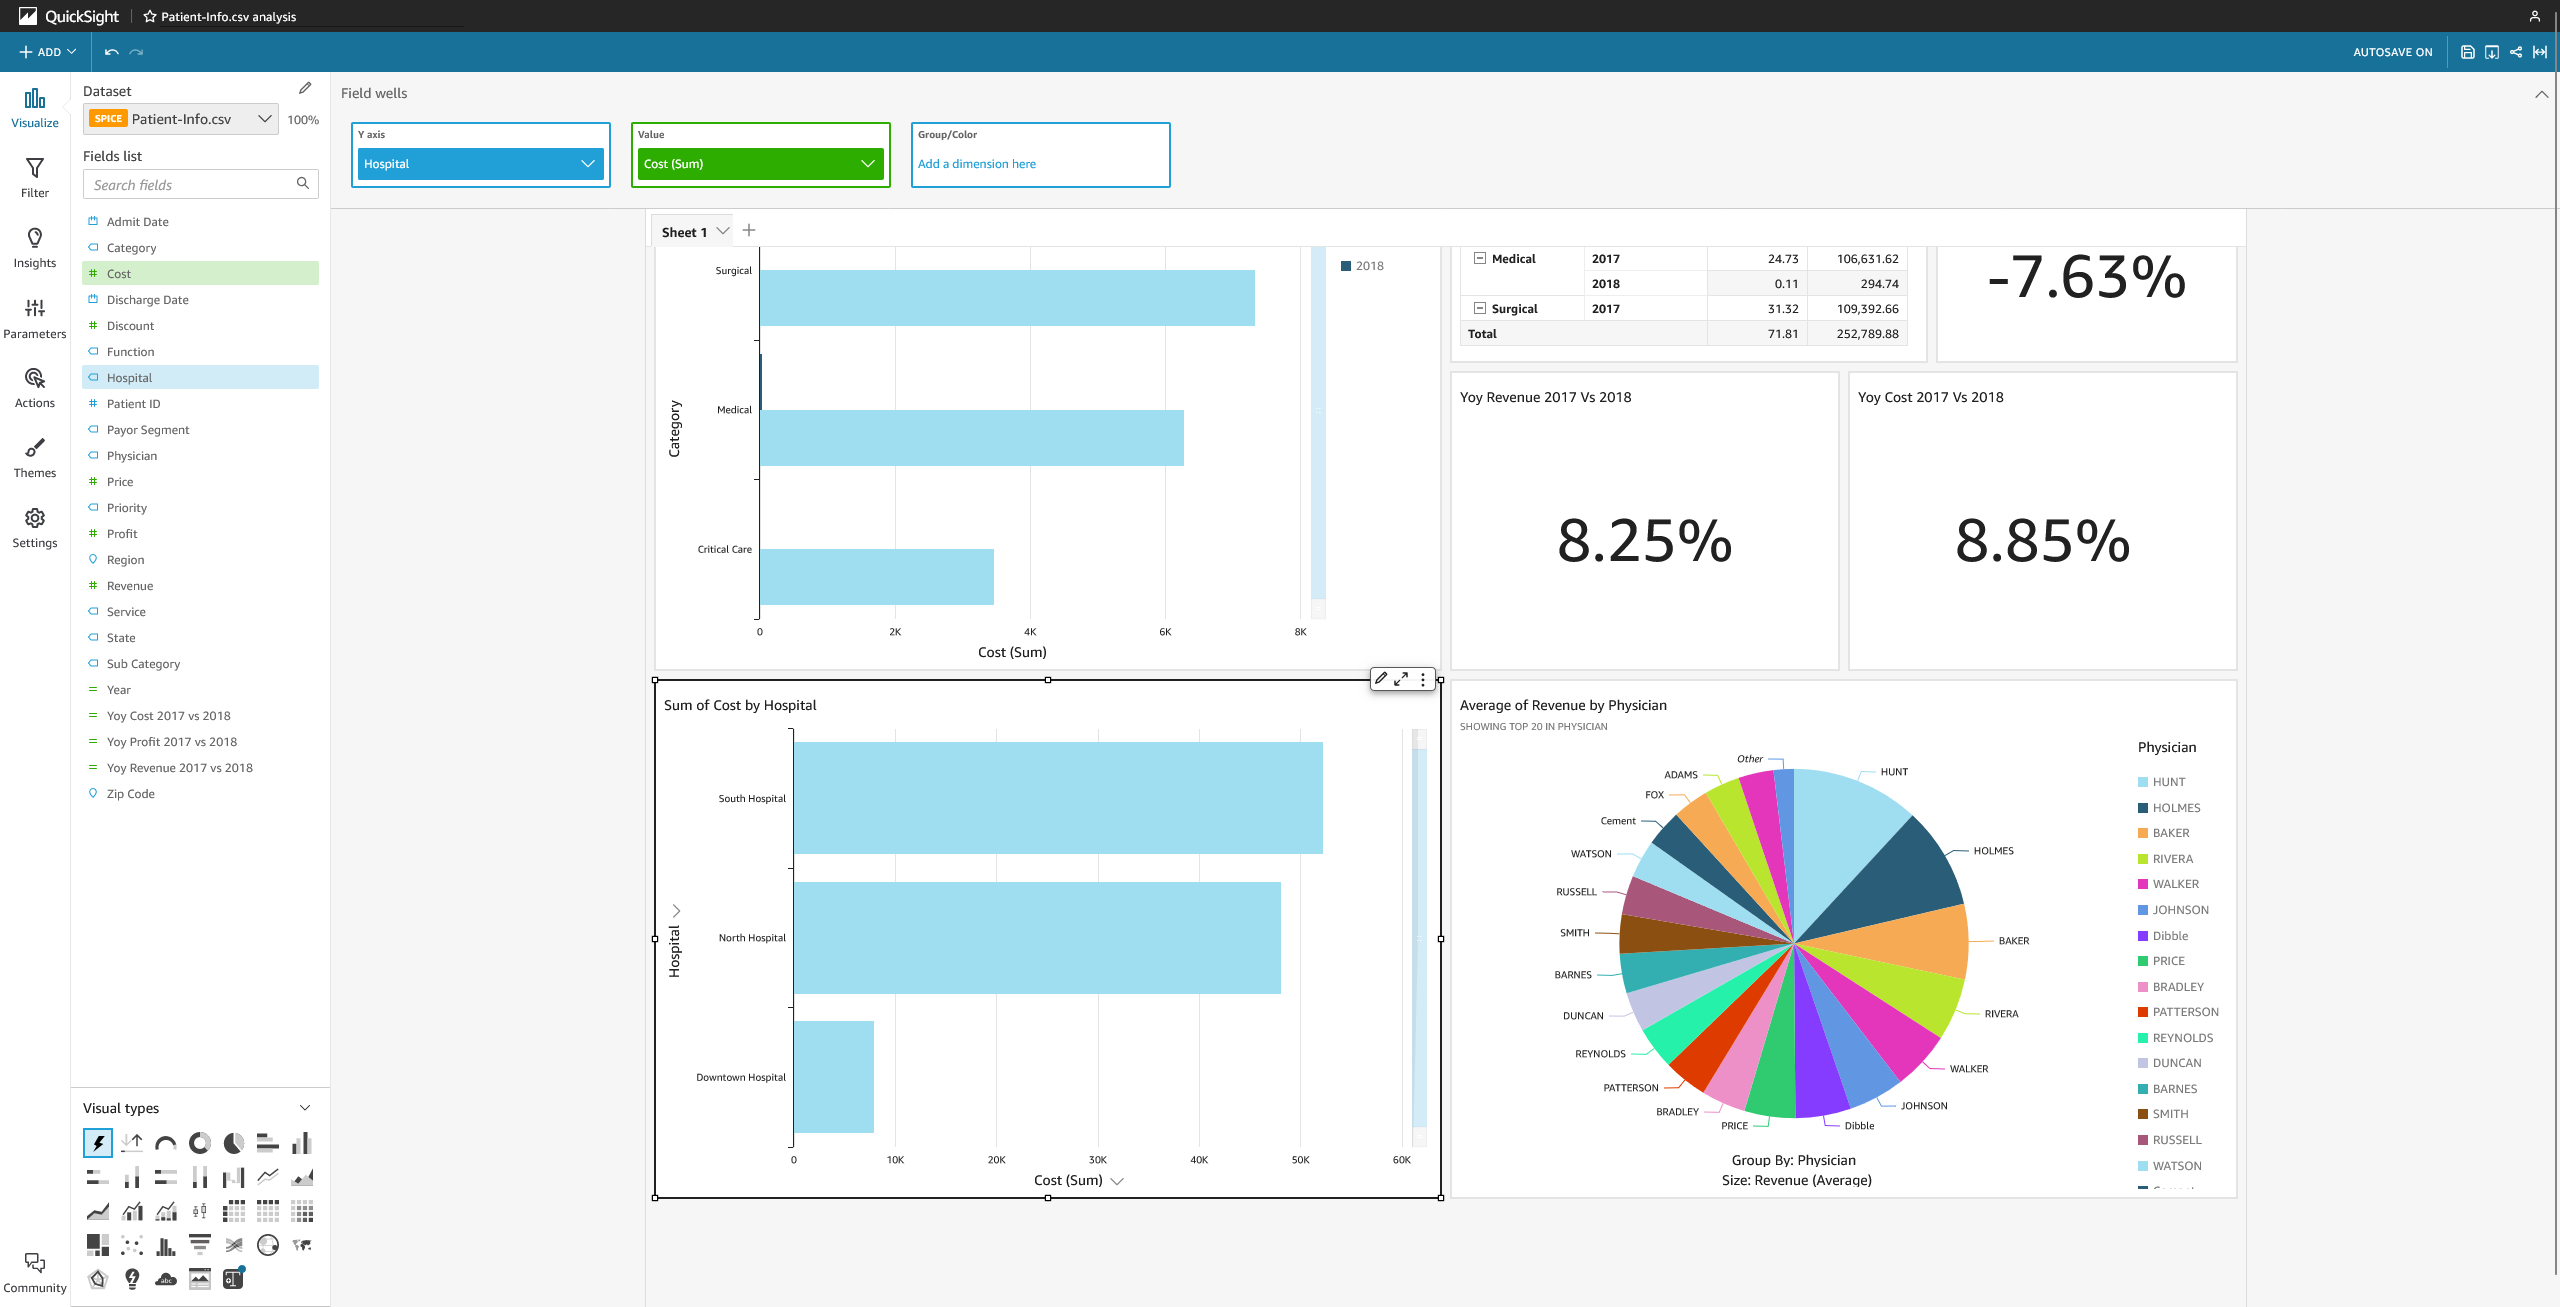 QuickSight
Patient-Info.csv analysis
ADD
AUTOSAVE ON
Visualize
Filter
Insights
Parameters
Actions
Themes
Settings
Community
Dataset
SPICE Patient-Info.csv 100%
Fields list
Search fields
Admit Date
Category
Cost
Discharge Date
Discount
Function
Hospital
Patient ID
Payor Segment
Physician
Price
Priority
Profit
Region
Revenue
Service
State
Sub Category
Year
Yoy Cost 2017 vs 2018
Yoy Profit 2017 vs 2018
Yoy Revenue 2017 vs 2018
Zip Code
Visual types
abc
Field wells
Y axis
Hospital
Value
Cost (Sum)
Group/Color
Add a dimension here
Sheet 1
Category
Surgical
Medical
Critical Care
0 2K 4K 6K 8K
Cost (Sum)
2018
Medical 2017 24.73 106,631.62
2018 0.11 294.74
Surgical 2017 31.32 109,392.66
Total 71.81 252,789.88
-7.63%
Yoy Revenue 2017 Vs 2018
8.25%
Yoy Cost 2017 Vs 2018
8.85%
Sum of Cost by Hospital
Hospital
South Hospital
North Hospital
Downtown Hospital
0 10K 20K 30K 40K 50K 60K
Cost (Sum)
Average of Revenue by Physician
SHOWING TOP 20 IN PHYSICIAN
Other
HUNT
HOLMES
BAKER
RIVERA
WALKER
JOHNSON
Dibble
PRICE
BRADLEY
PATTERSON
REYNOLDS
DUNCAN
BARNES
SMITH
RUSSELL
WATSON
Cement
FOX
ADAMS
Group By: Physician
Size: Revenue (Average)
Physician
HUNT
HOLMES
BAKER
RIVERA
WALKER
JOHNSON
Dibble
PRICE
BRADLEY
PATTERSON
REYNOLDS
DUNCAN
BARNES
SMITH
RUSSELL
WATSON